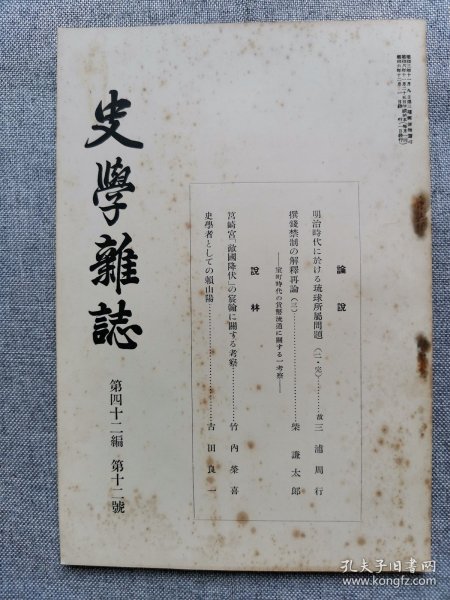 史學雜誌
第四十二編 第十二號
論說
明治時代に於ける琉球所屬問題(二・完)……故 三浦周行
撰錢禁制の解釋再論(三)……柴謙太郎
——室町時代の貨幣流通に關する一考察——
說林
筥崎宮「敵國降伏」の宸翰に關する考察……竹內榮喜
史學者としての賴山陽……吉田良一
孔夫子旧书网
www.kongfz.com